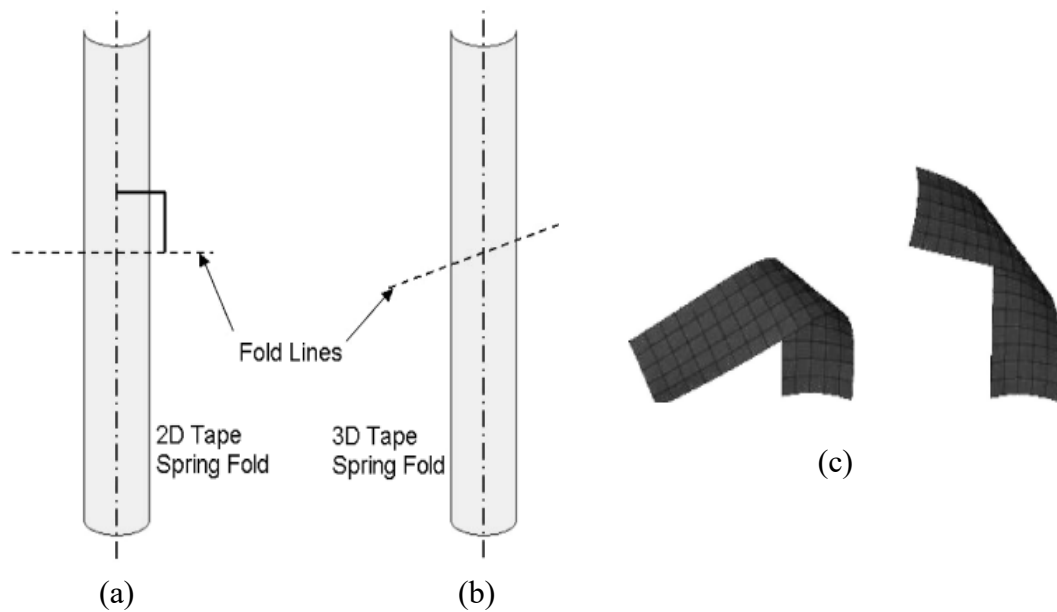 Fold Lines
2D Tape
Spring Fold
3D Tape
Spring Fold
(a)
(b)
(c)